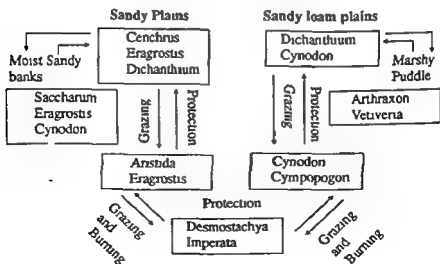 Sandy Plains
Sandy loam plains
Cenchrus
Eragrostis
Dichanthium
Dichanthium
Cynodon
Moist Sandy
banks
Marshy
Puddle
Saccharum
Eragrostis
Cynodon
Grazing
Protection
Grazing
Protection
Arthraxon
Vetiveria
Aristida
Eragrostis
Cynodon
Cympopogon
Protection
Grazing
and
Burning
Desmostachya
Imperata
Grazing
and
Burning